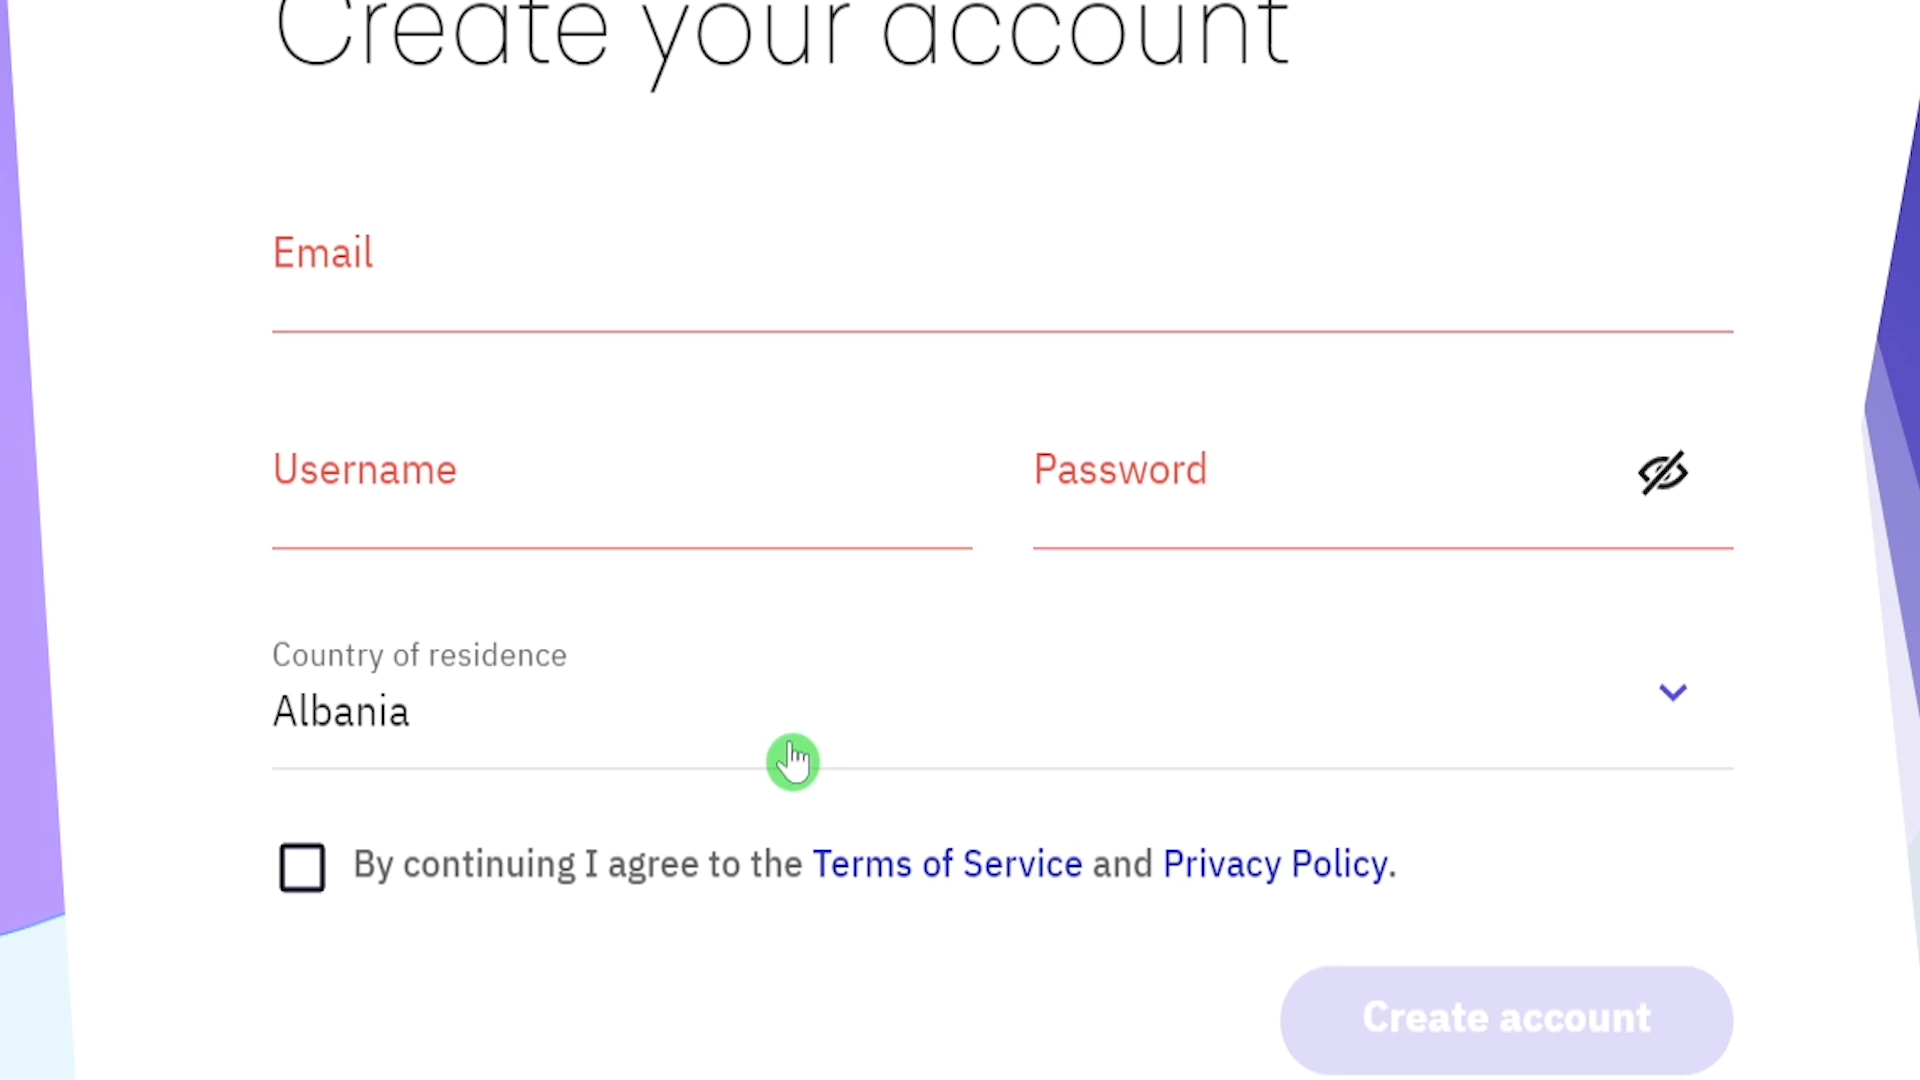 Create your account
Email
Username
Password
Country of residence
Albania
By continuing I agree to the Terms of Service and Privacy Policy.
Create account